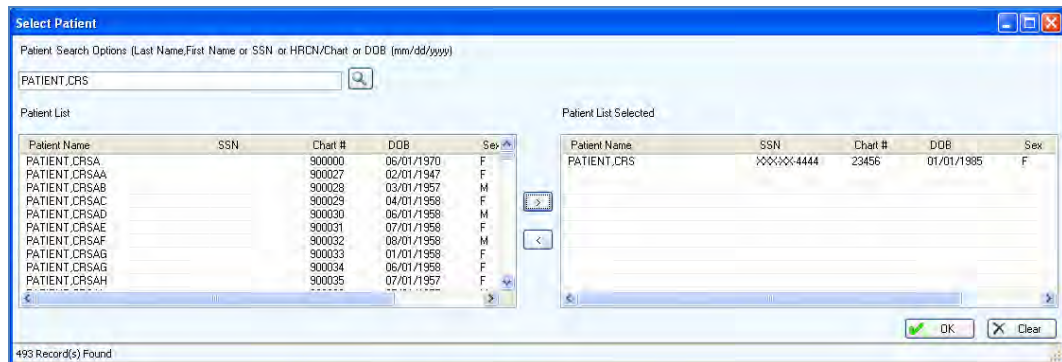 Select Patient
Patient Search Options (Last Name,First Name or SSN or HRCN/Chart or DOB (mm/dd/yyyy)
PATIENT,CRS
Patient List
Patient Name SSN Chart # DOB Sex
PATIENT,CRSA 900000 06/01/1970 F
PATIENT,CRSAA 900027 02/01/1947 F
PATIENT,CRSAB 900028 03/01/1957 M
PATIENT,CRSAC 900029 04/01/1958 F
PATIENT,CRSAD 900030 06/01/1958 M
PATIENT,CRSAE 900031 07/01/1958 F
PATIENT,CRSAF 900032 08/01/1958 M
PATIENT,CRSAG 900033 01/01/1958 F
PATIENT,CRSAG 900034 06/01/1958 F
PATIENT,CRSAH 900035 07/01/1957 F
>
<
Patient List Selected
Patient Name SSN Chart # DOB Sex
PATIENT,CRS XXX-XX-4444 23456 01/01/1985 F
OK
Clear
493 Record(s) Found